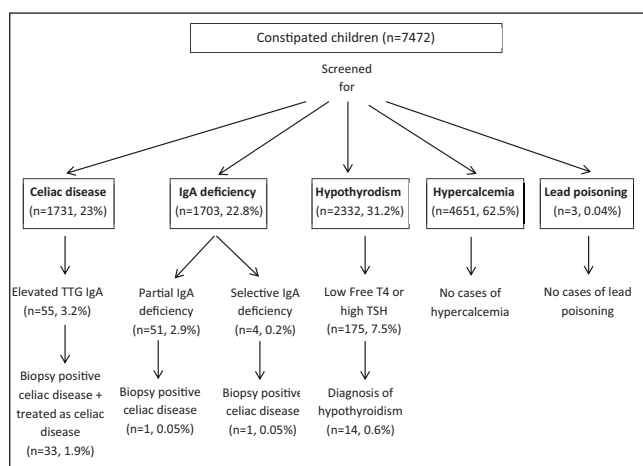 Constipated children (n=7472)
Screened
for
Celiac disease
(n=1731, 23%)
IgA deficiency
(n=1703, 22.8%)
Hypothyrodism
(n=2332, 31.2%)
Hypercalcemia
(n=4651, 62.5%)
Lead poisoning
(n=3, 0.04%)
Elevated TTG IgA
(n=55, 3.2%)
Partial IgA
deficiency
(n=51, 2.9%)
Selective IgA
deficiency
(n=4, 0.2%)
Low Free T4 or
high TSH
(n=175, 7.5%)
No cases of
hypercalcemia
No cases of lead
poisoning
Biopsy positive
celiac disease +
treated as celiac
disease
(n=33, 1.9%)
Biopsy positive
celiac disease
(n=1, 0.05%)
Biopsy positive
celiac disease
(n=1, 0.05%)
Diagnosis of
hypothyroidism
(n=14, 0.6%)